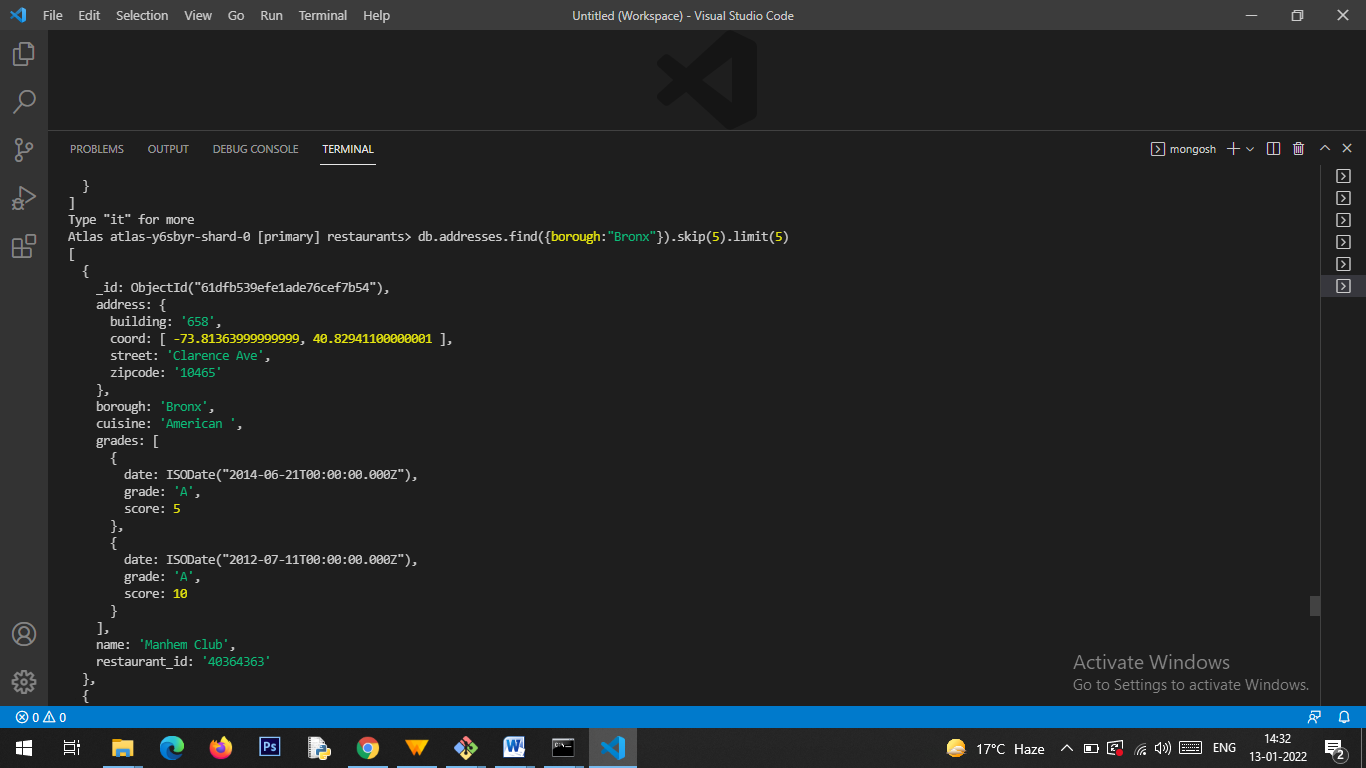 File Edit Selection View Go Run Terminal Help
Untitled (Workspace) - Visual Studio Code
PROBLEMS OUTPUT DEBUG CONSOLE TERMINAL
mongosh
}
]
Type "it" for more
Atlas atlas-y6sbyr-shard-0 [primary] restaurants> db.addresses.find({borough:"Bronx"}).skip(5).limit(5)
[
{
_id: ObjectId("61dfb539efe1ade76cef7b54"),
address: {
building: '658',
coord: [ -73.81363999999999, 40.82941100000001 ],
street: 'Clarence Ave',
zipcode: '10465'
},
borough: 'Bronx',
cuisine: 'American ',
grades: [
{
date: ISODate("2014-06-21T00:00:00.000Z"),
grade: 'A',
score: 5
},
{
date: ISODate("2012-07-11T00:00:00.000Z"),
grade: 'A',
score: 10
}
],
name: 'Manhem Club',
restaurant_id: '40364363'
},
{
Activate Windows
Go to Settings to activate Windows.
0 0
Ps
W
17°C Haze
ENG
14:32
13-01-2022
2